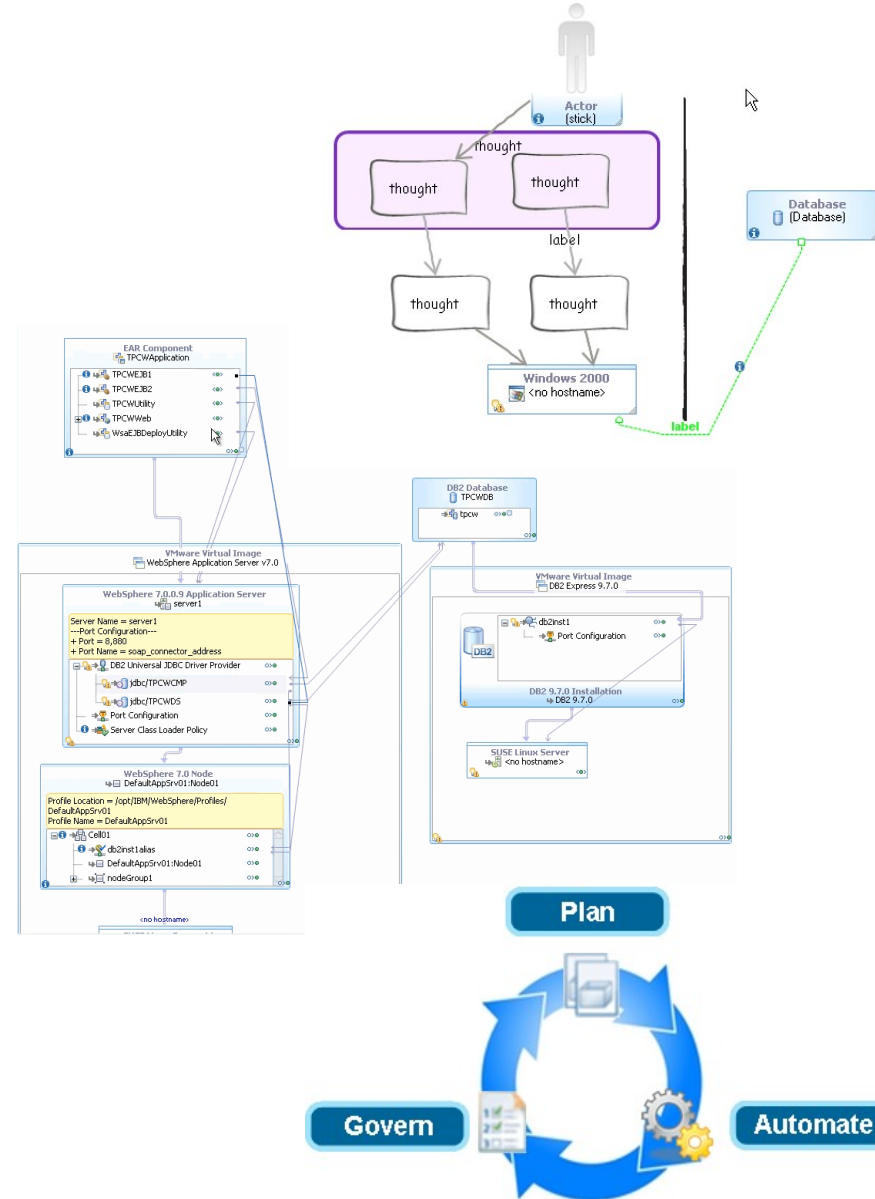 Actor
(stick)
thought
thought
thought
label
thought
thought
Database
(Database)
Windows 2000
<no hostname>
label
EAR Component
TPCWApplication
TPCWEJB1
TPCWEJB2
TPCWUtility
TPCWWeb
WsaEJBDeployUtility
DB2 Database
TPCWDB
tpcw
VMware Virtual Image
WebSphere Application Server v7.0
WebSphere 7.0.0.9 Application Server
server1
Server Name = server1
---Port Configuration---
+ Port = 8,880
+ Port Name = soap_connector_address
DB2 Universal JDBC Driver Provider
jdbc/TPCWCMP
jdbc/TPCWDS
Port Configuration
Server Class Loader Policy
WebSphere 7.0 Node
DefaultAppSrv01:Node01
Profile Location = /opt/IBM/WebSphere/Profiles/
DefaultAppSrv01
Profile Name = DefaultAppSrv01
Cell01
db2inst1alias
DefaultAppSrv01:Node01
nodeGroup1
<no hostname>
VMware Virtual Image
DB2 Express 9.7.0
db2inst1
Port Configuration
DB2
DB2 9.7.0 Installation
DB2 9.7.0
SUSE Linux Server
<no hostname>
Plan
Govern
Automate